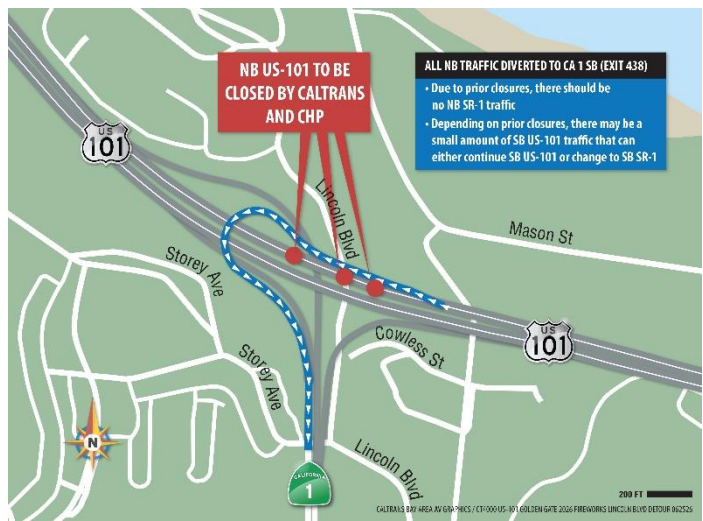 NB US-101 TO BE
CLOSED BY CALTRANS
AND CHP
ALL NB TRAFFIC DIVERTED TO CA 1 SB (EXIT 438)
• Due to prior closures, there should be
no NB SR-1 traffic
• Depending on prior closures, there may be a
small amount of SB US-101 traffic that can
either continue SB US-101 or change to SB SR-1
US
101
Lincoln Blvd
Mason St
Storey Ave
US
101
Cowless St
Storey Ave
N
Lincoln Blvd
CALIFORNIA
1
200 FT
CALTRANS BAY AREA AV GRAPHICS / CT4000 US-101 GOLDEN GATE 2026 FIREWORKS LINCOLN BLVD DETOUR 062526